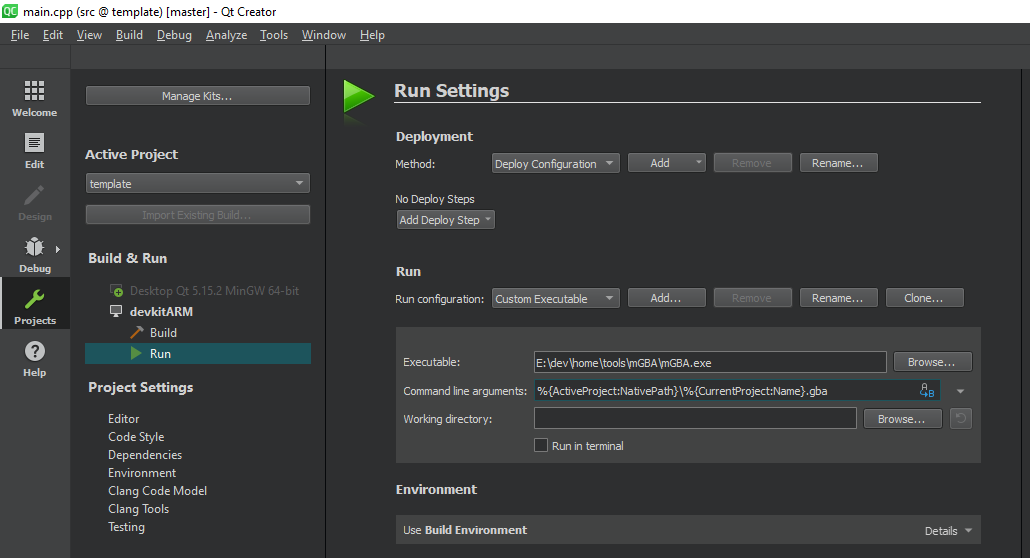 QC main.cpp (src @ template) [master] - Qt Creator
File Edit View Build Debug Analyze Tools Window Help
Welcome
Edit
Design
Debug
Projects
Help
Manage Kits...
Active Project
template
Import Existing Build...
Build & Run
Desktop Qt 5.15.2 MinGW 64-bit
devkitARM
Build
Run
Project Settings
Editor
Code Style
Dependencies
Environment
Clang Code Model
Clang Tools
Testing
Run Settings
Deployment
Method: Deploy Configuration Add Remove Rename...
No Deploy Steps
Add Deploy Step
Run
Run configuration: Custom Executable Add... Remove Rename... Clone...
Executable: E:\dev\home\tools\mGBA\mGBA.exe Browse...
Command line arguments: %{ActiveProject:NativePath}\%{CurrentProject:Name}.gba
Working directory: Browse...
Run in terminal
Environment
Use Build Environment Details